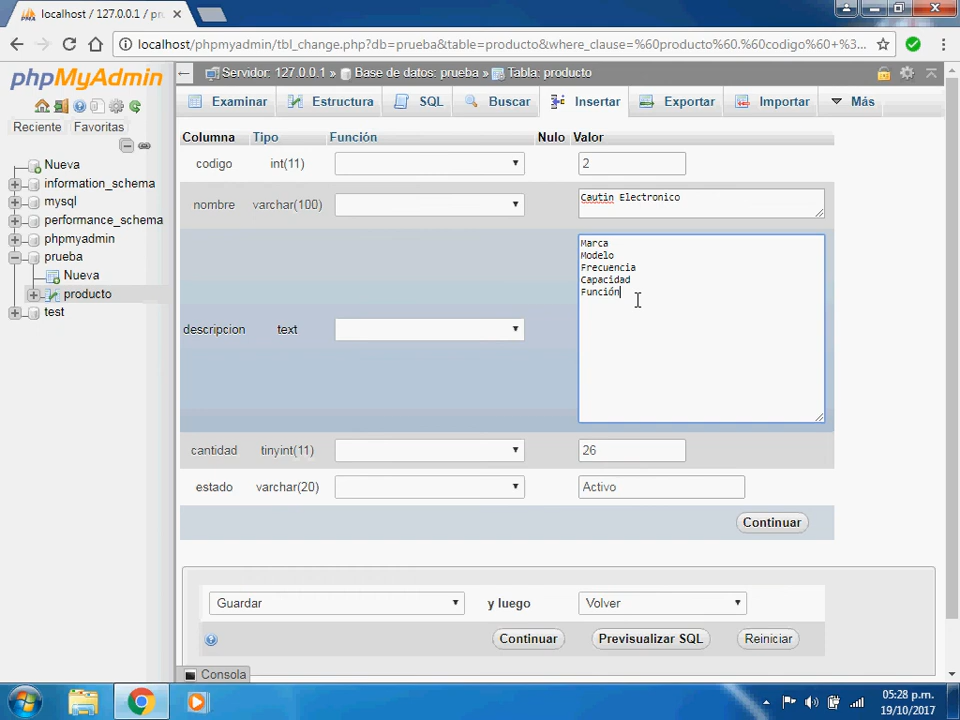 localhost / 127.0.0.1 / prueba
localhost/phpmyadmin/tbl_change.php?db=prueba&table=producto&where_clause=%60producto%60.%60codigo%60+%3...
phpMyAdmin
Reciente Favoritas
Nueva
information_schema
mysql
performance_schema
phpmyadmin
prueba
Nueva
producto
test
Servidor: 127.0.0.1 » Base de datos: prueba » Tabla: producto
Examinar Estructura SQL Buscar Insertar Exportar Importar Más
Columna Tipo Función Nulo Valor
codigo int(11) 2
nombre varchar(100) Cautin Electronico
descripcion text
Marca
Modelo
Frecuencia
Capacidad
Función
cantidad tinyint(11) 26
estado varchar(20) Activo
Continuar
Guardar y luego Volver
Continuar Previsualizar SQL Reiniciar
Consola
05:28 p.m.
19/10/2017